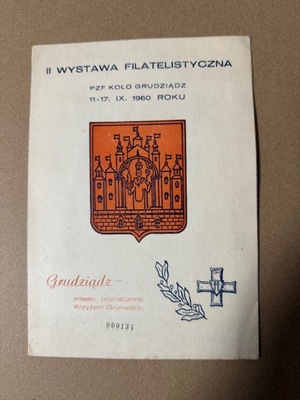 II WYSTAWA FILATELISTYCZNA
PZF KOŁO GRUDZIĄDZ
11-17. IX. 1960 ROKU
Grudziądz –
miasto odznaczone
Krzyżem Grunwaldu
000134